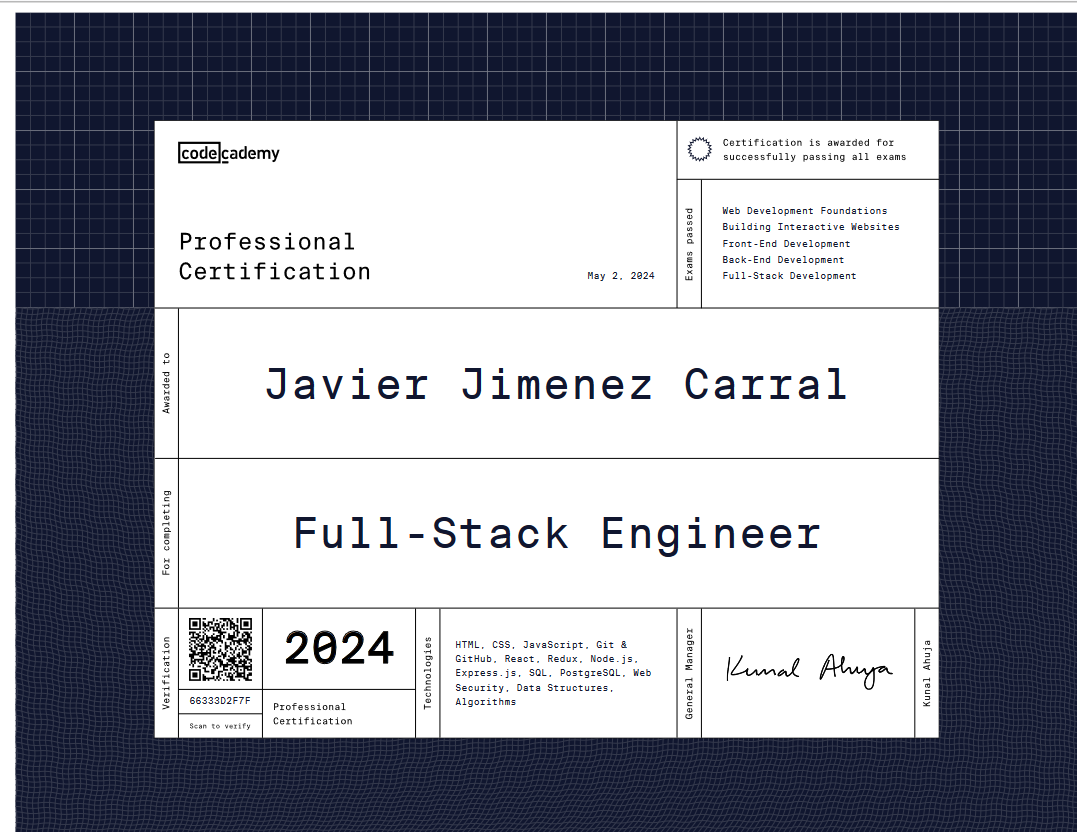 codecademy
Certification is awarded for
successfully passing all exams
Professional
Certification
May 2, 2024
Exams passed
Web Development Foundations
Building Interactive Websites
Front-End Development
Back-End Development
Full-Stack Development
Awarded to
Javier Jimenez Carral
For completing
Full-Stack Engineer
Verification
66333D2F7F
Scan to verify
2024
Professional
Certification
Technologies
HTML, CSS, JavaScript, Git &
GitHub, React, Redux, Node.js,
Express.js, SQL, PostgreSQL, Web
Security, Data Structures,
Algorithms
General Manager
Kunal Ahuja
Kunal Ahuja